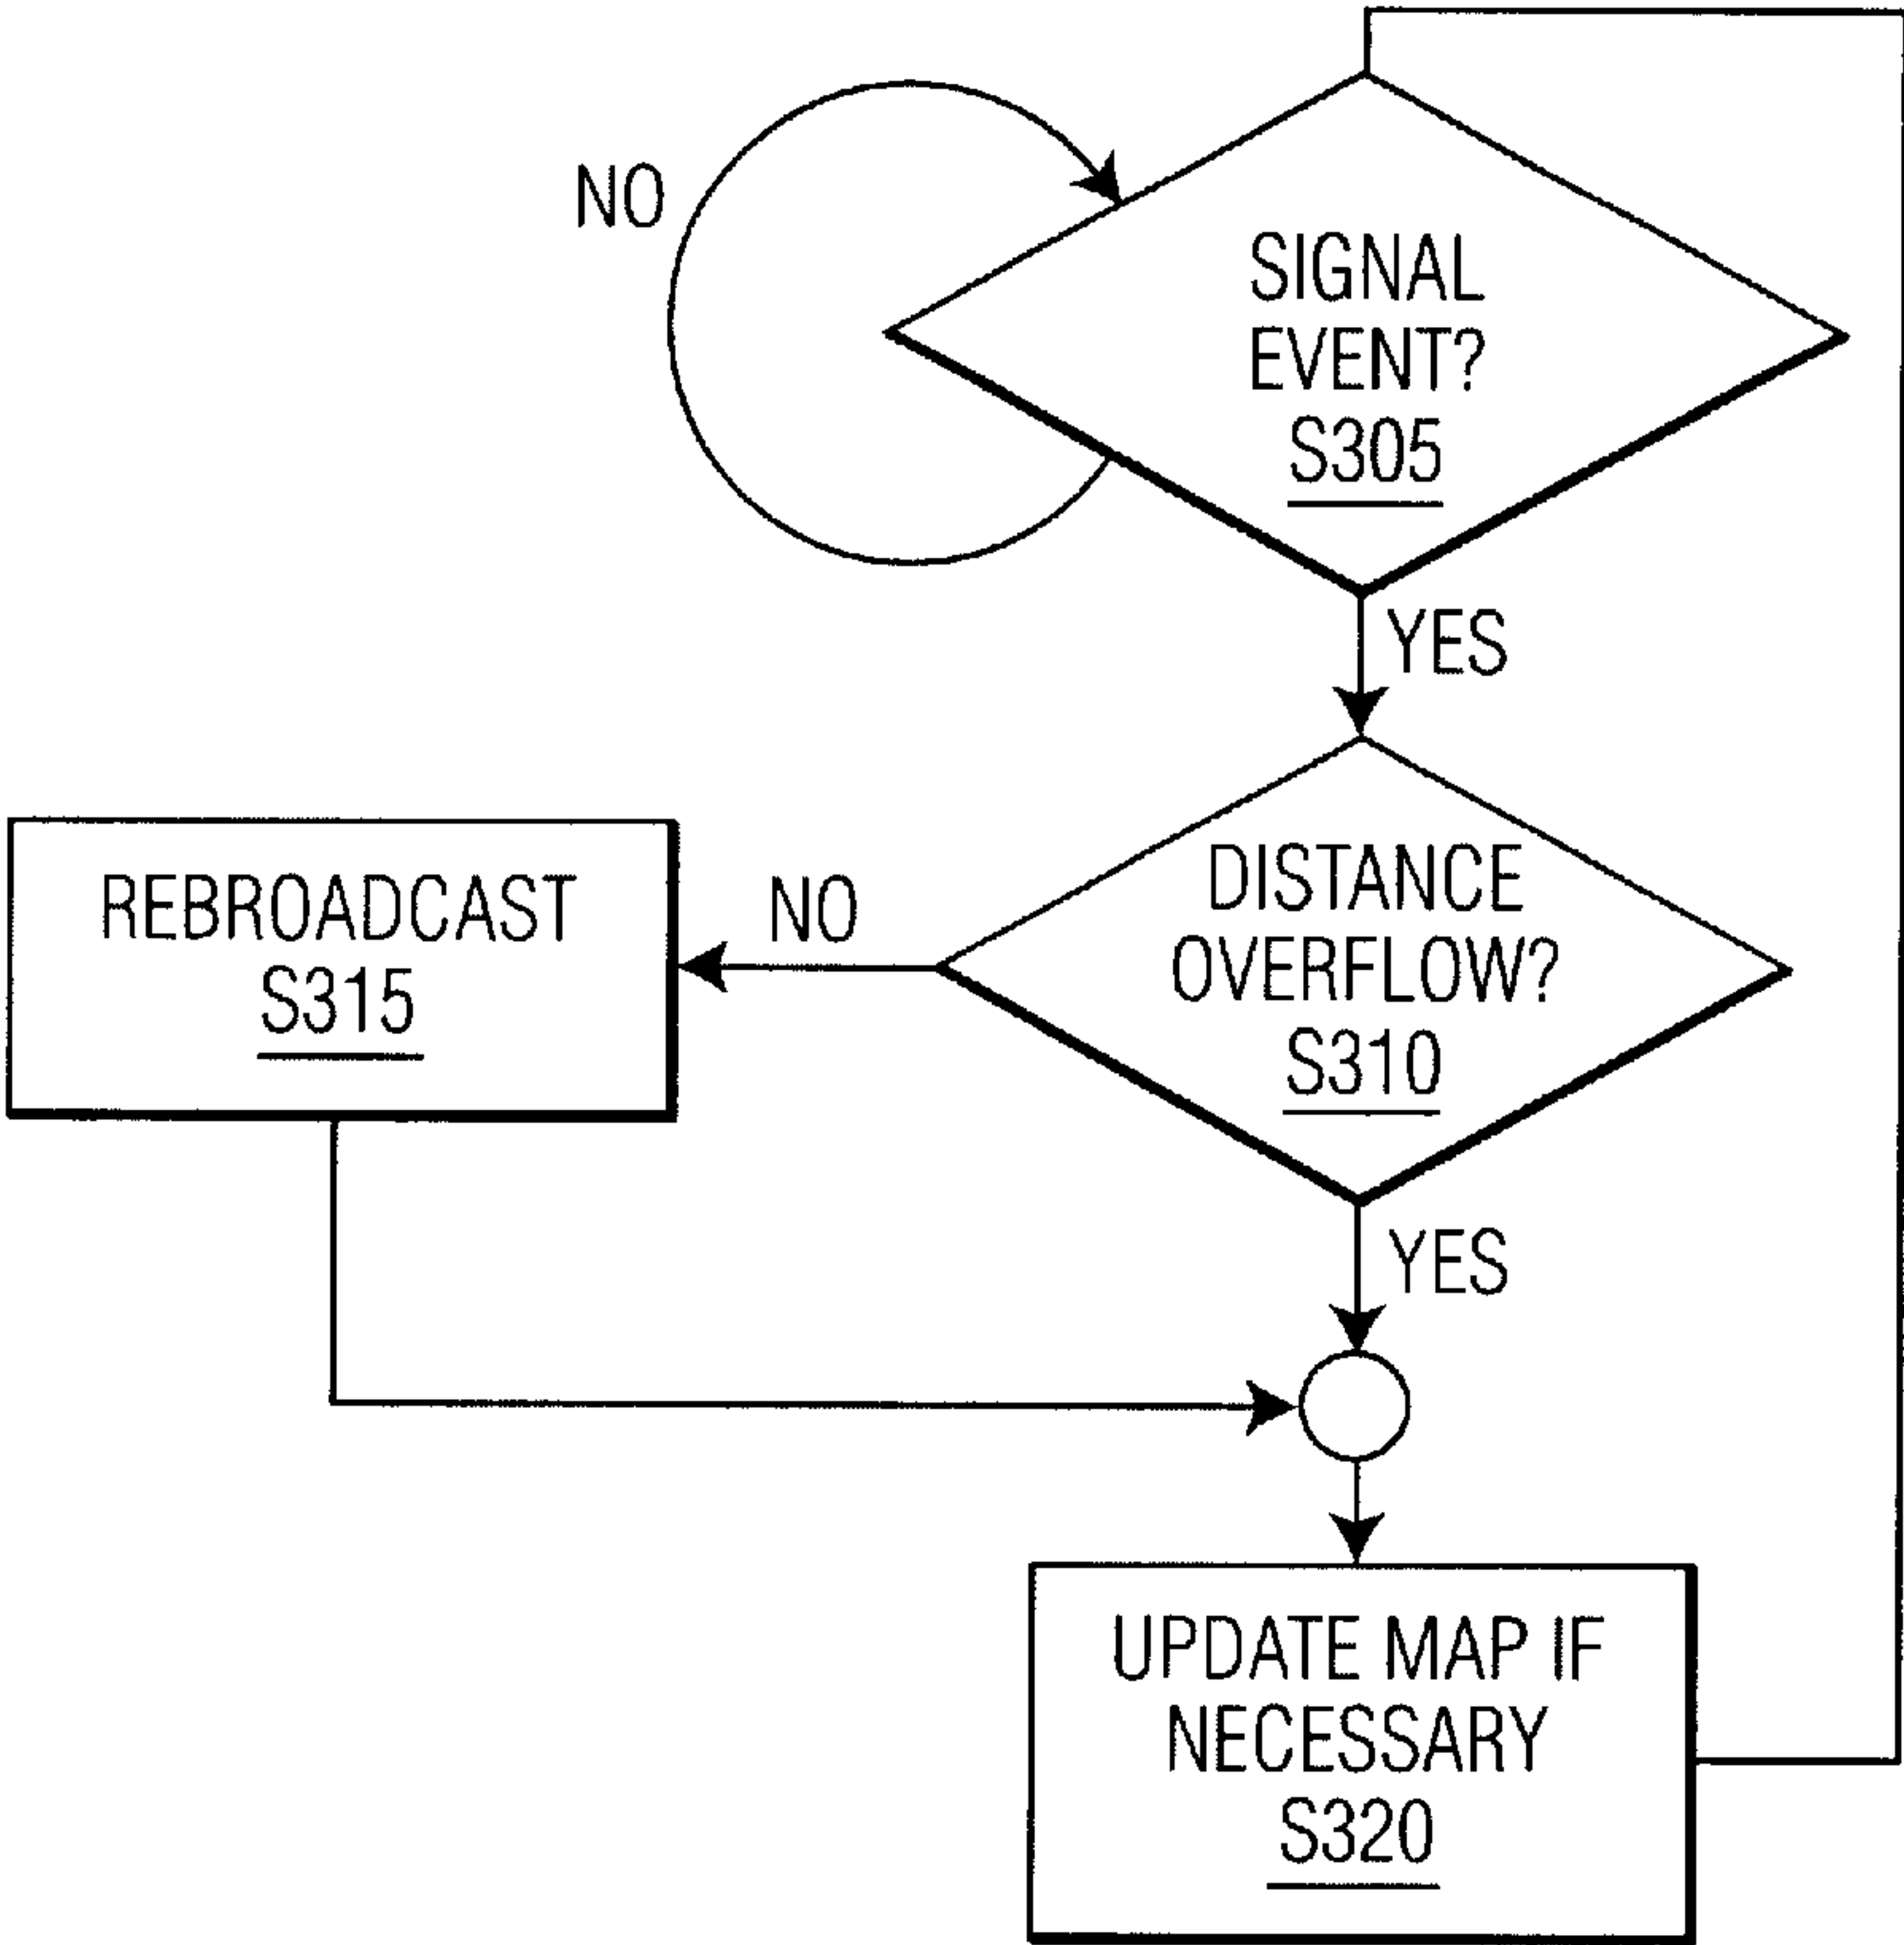 NO
SIGNAL
EVENT?
S305
YES
REBROADCAST
S315
NO
DISTANCE
OVERFLOW?
S310
YES
UPDATE MAP IF
NECESSARY
S320